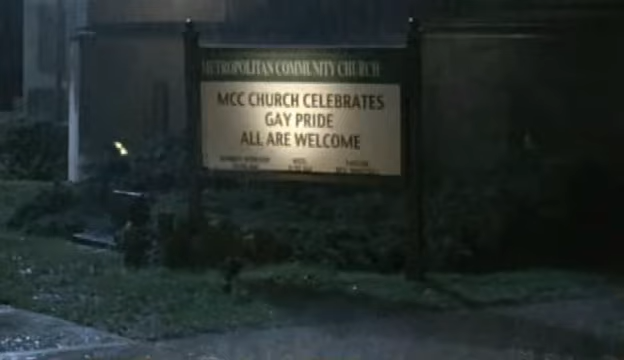 METROPOLITAN COMMUNITY CHURCH
MCC CHURCH CELEBRATES
GAY PRIDE
ALL ARE WELCOME